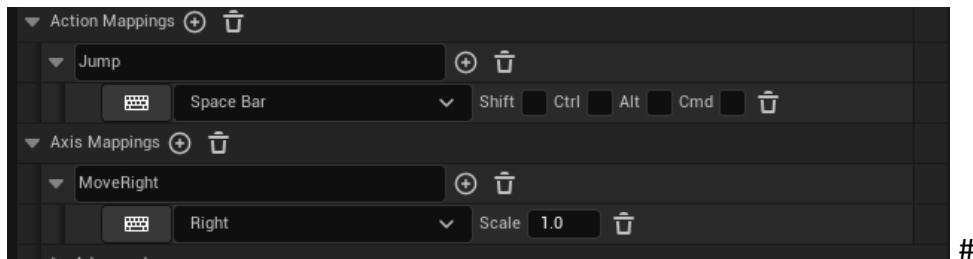 Action Mappings
Jump
Space Bar Shift Ctrl Alt Cmd
Axis Mappings
MoveRight
Right Scale 1.0
#